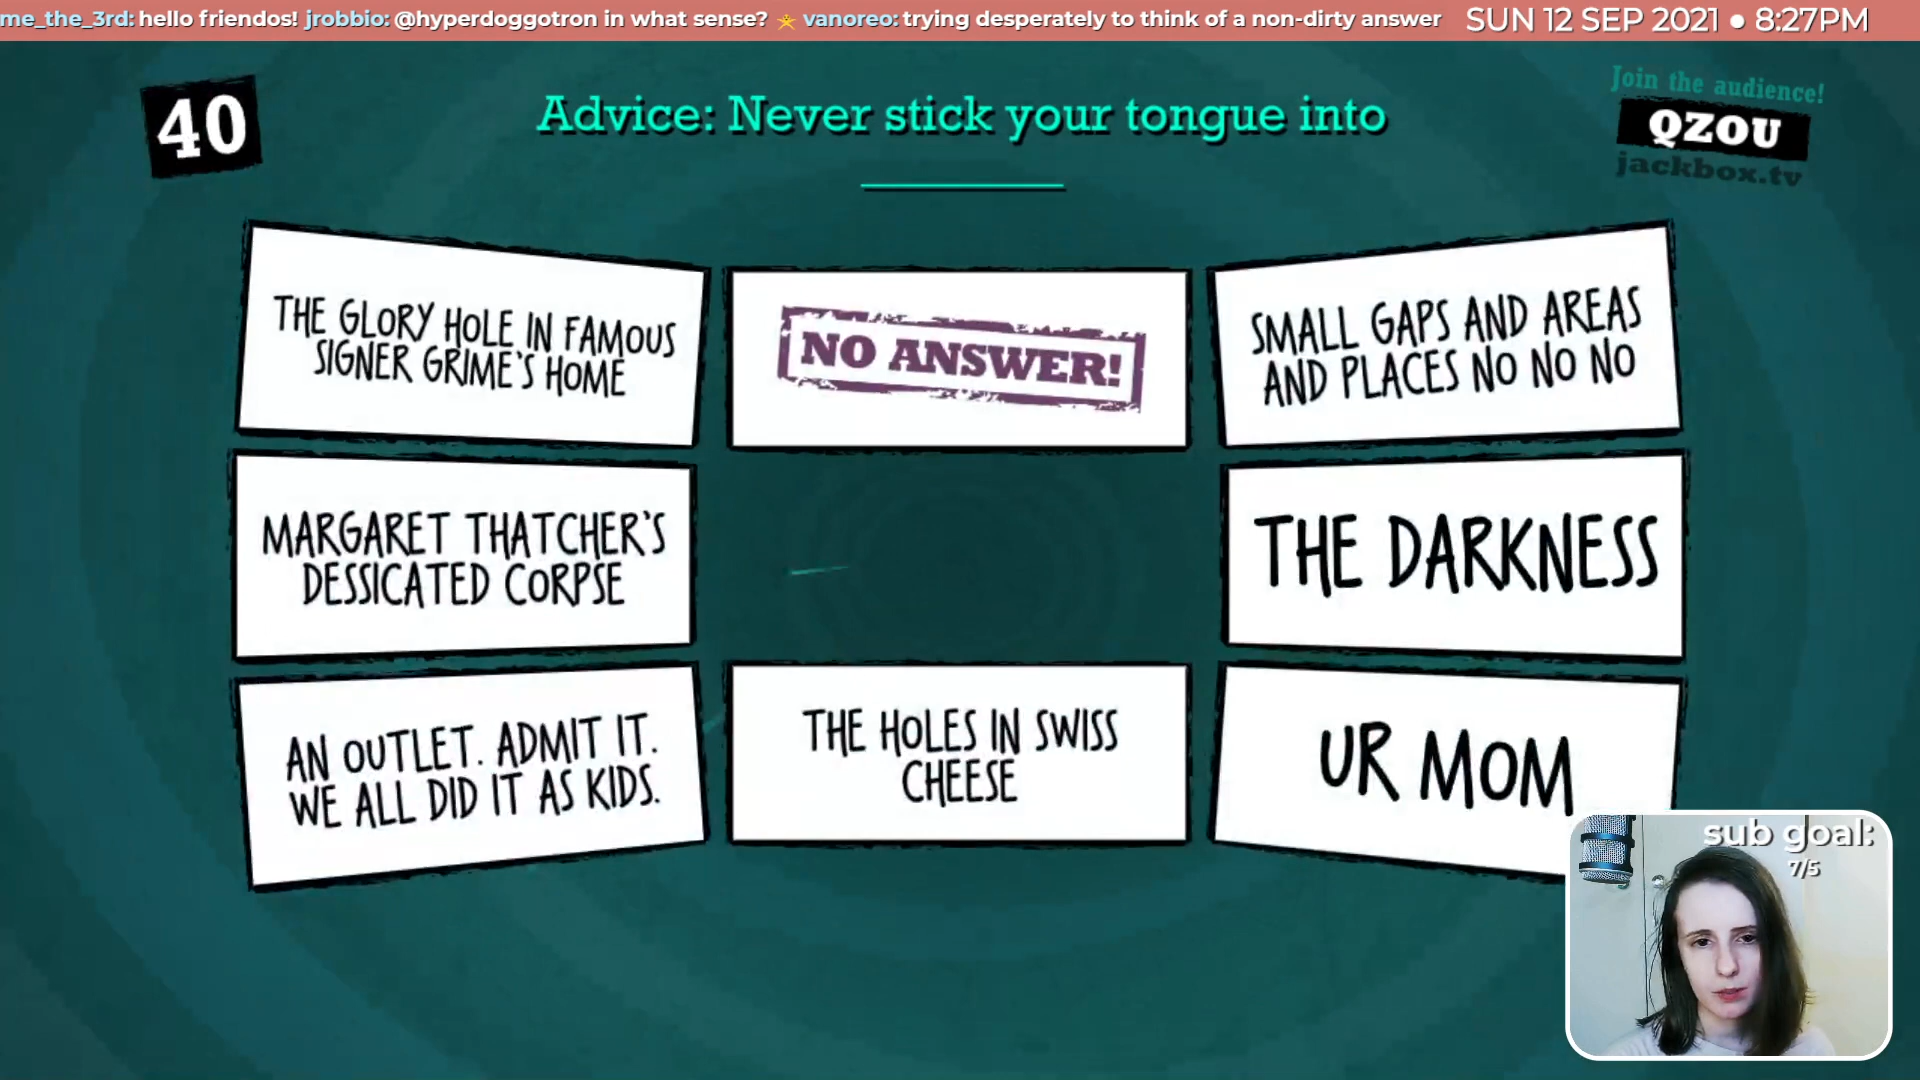 me_the_3rd: hello friendos! jrobbio: @hyperdoggotron in what sense? vanoreo: trying desperately to think of a non-dirty answer
SUN 12 SEP 2021 ● 8:27PM
40
Advice: Never stick your tongue into
Join the audience!
QZOU
jackbox.tv
THE GLORY HOLE IN FAMOUS
SIGNER GRIME'S HOME
NO ANSWER!
SMALL GAPS AND AREAS
AND PLACES NO NO NO
MARGARET THATCHER'S
DESSICATED CORPSE
THE DARKNESS
AN OUTLET. ADMIT IT.
WE ALL DID IT AS KIDS.
THE HOLES IN SWISS
CHEESE
UR MOM
sub goal:
7/5